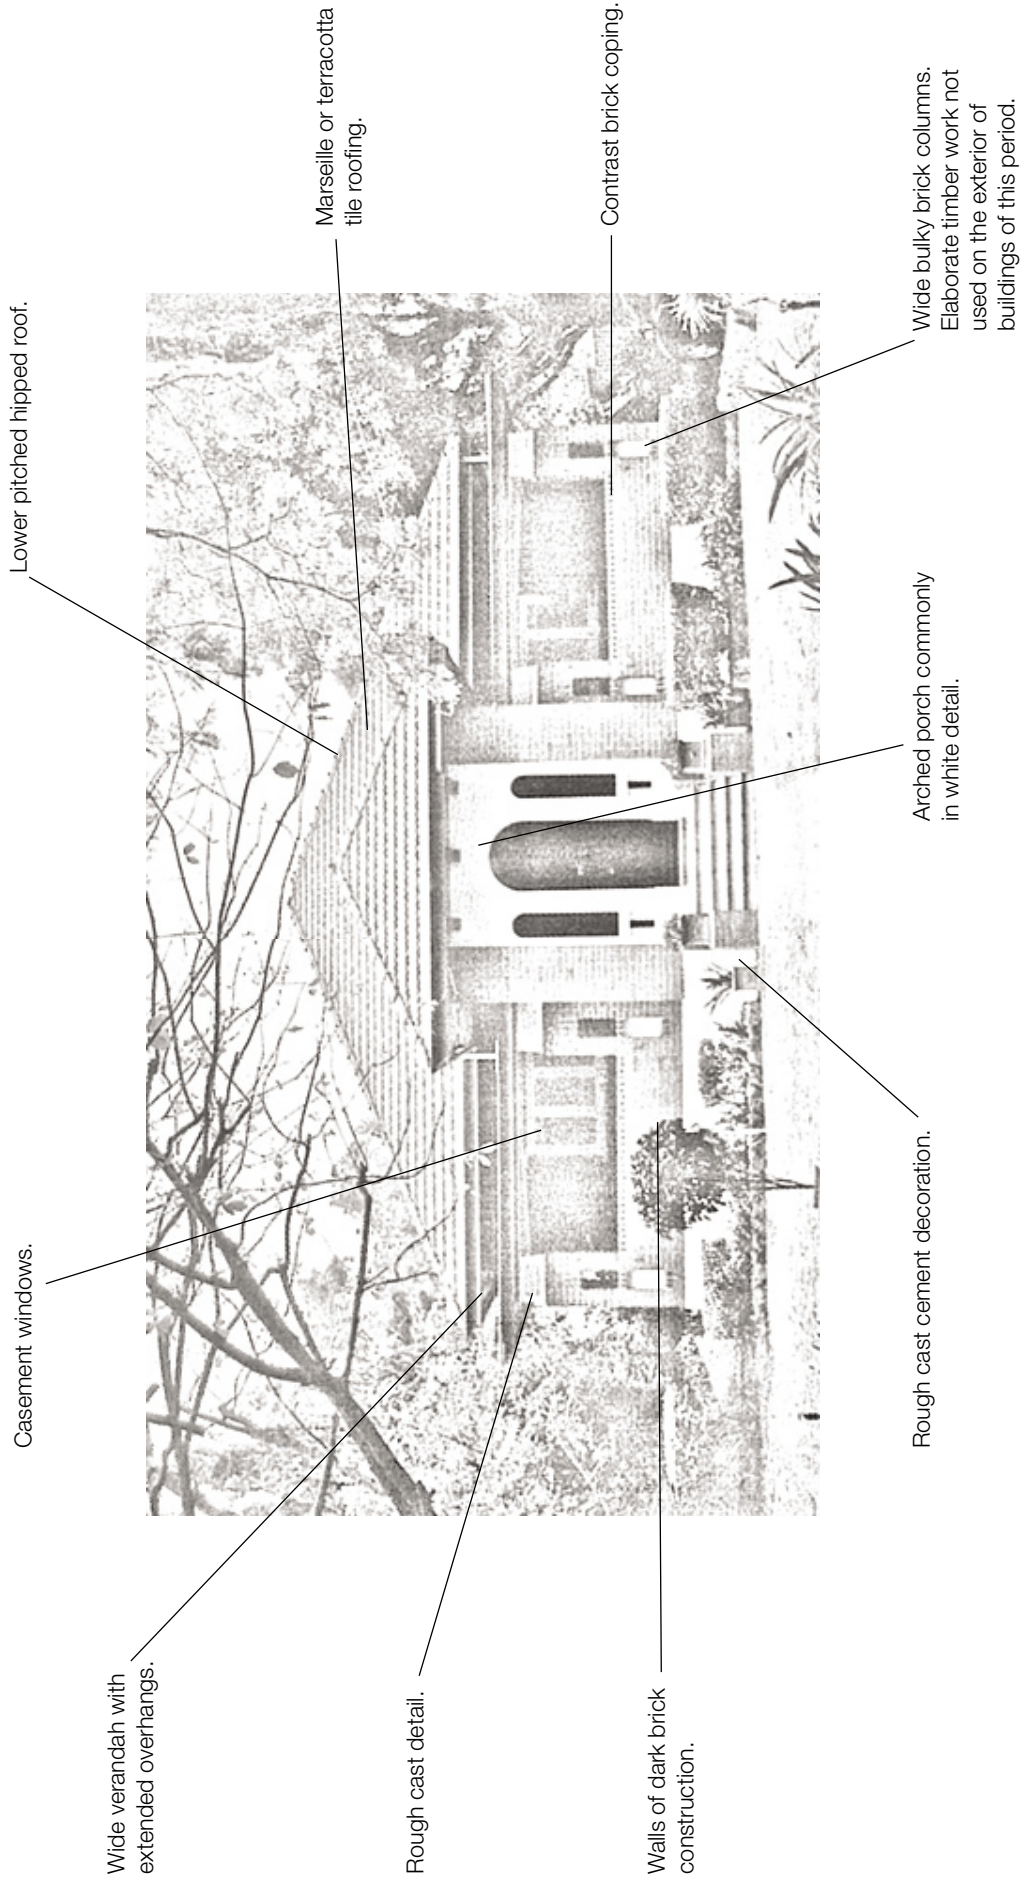 Wide verandah with
extended overhangs.
Casement windows.
Lower pitched hipped roof.
Marseille or terracotta
tile roofing.
Rough cast detail.
Contrast brick coping.
Walls of dark brick
construction.
Rough cast cement decoration.
Arched porch commonly
in white detail.
Wide bulky brick columns.
Elaborate timber work not
used on the exterior of
buildings of this period.